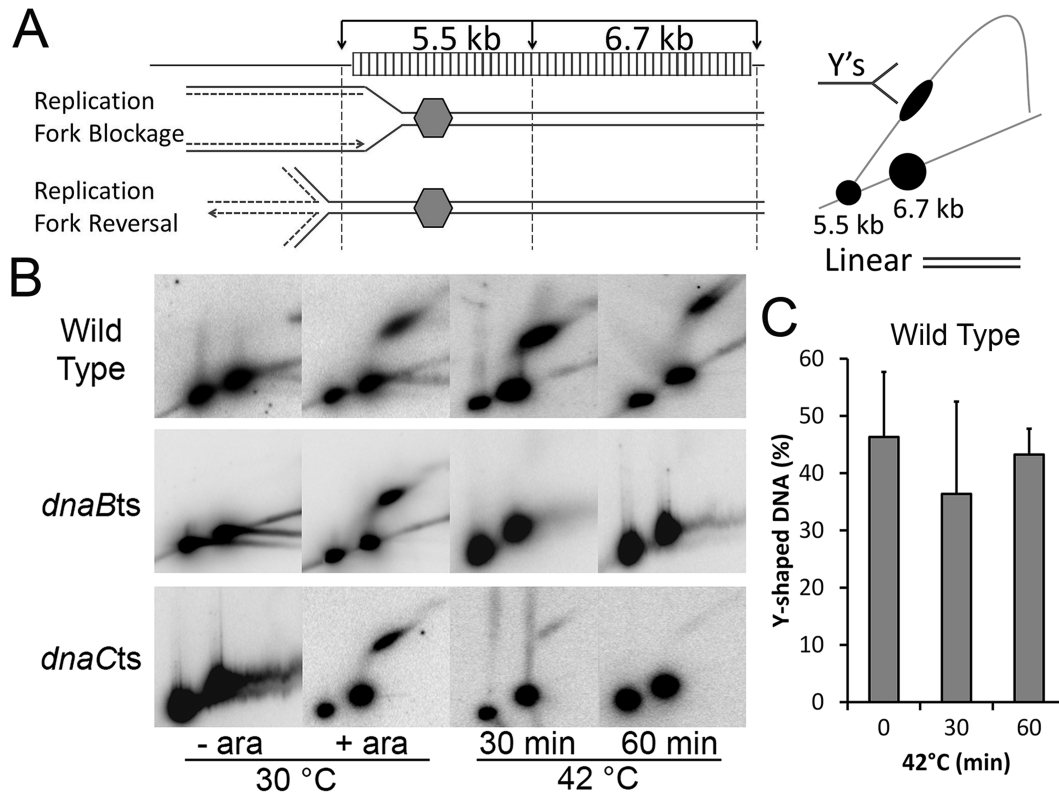 A
5.5 kb
6.7 kb
Replication
Fork Blockage
Replication
Fork Reversal
Y's
5.5 kb
6.7 kb
Linear
B
Wild
Type
dnaBts
dnaCts
- ara
+ ara
30 min
60 min
30 °C
42 °C
C
Wild Type
Y-shaped DNA (%)
60
50
40
30
20
10
0
0
30
60
42°C (min)